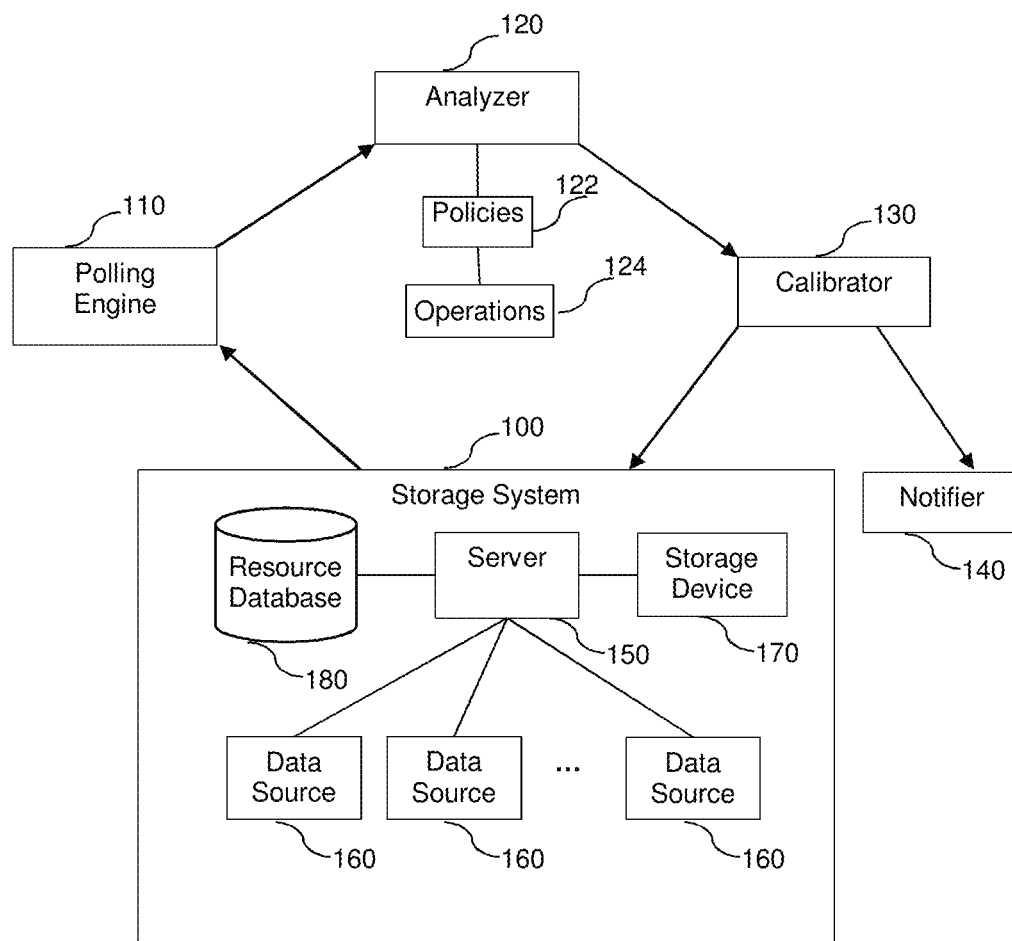 120
Analyzer
110
Policies
122
130
Polling
Engine
124
Calibrator
Operations
100
Storage System
Notifier
Resource
Database
Server
Storage
Device
140
180
150
170
Data
Source
Data
Source
...
Data
Source
160
160
160